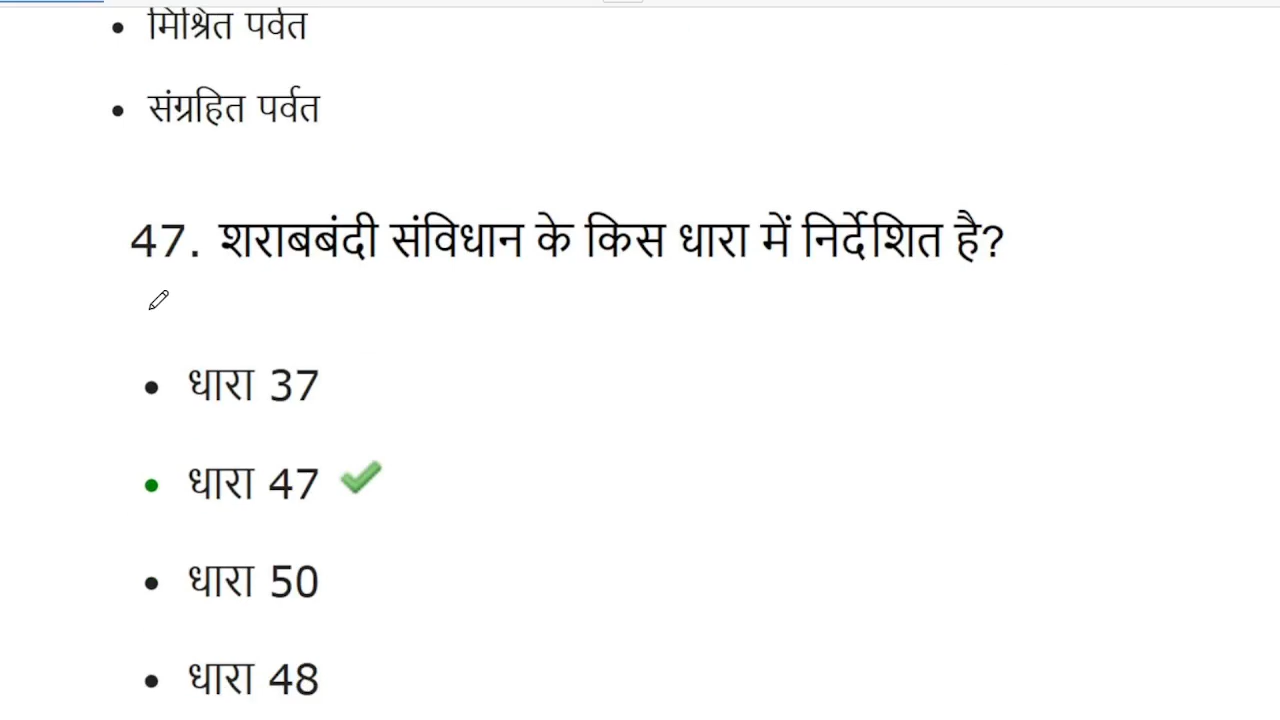 मिश्रित पर्वत
संग्रहित पर्वत
47. शराबबंदी संविधान के किस धारा में निर्देशित है?
धारा 37
धारा 47
धारा 50
धारा 48